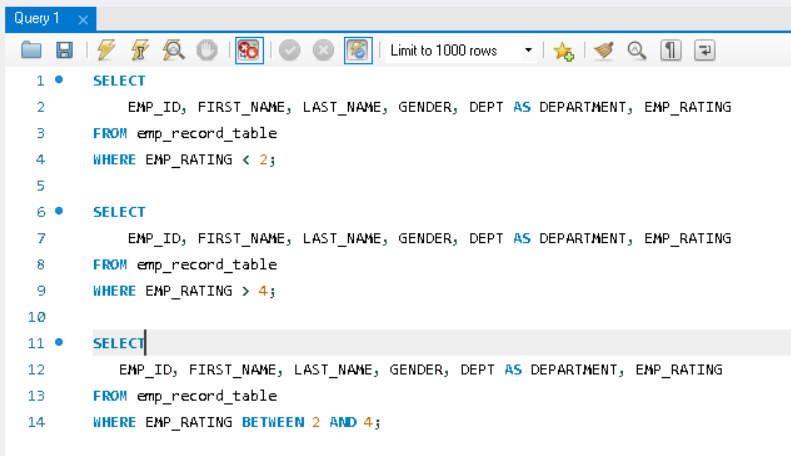 Query 1
Limit to 1000 rows
1 SELECT
2 EMP_ID, FIRST_NAME, LAST_NAME, GENDER, DEPT AS DEPARTMENT, EMP_RATING
3 FROM emp_record_table
4 WHERE EMP_RATING < 2;
5
6 SELECT
7 EMP_ID, FIRST_NAME, LAST_NAME, GENDER, DEPT AS DEPARTMENT, EMP_RATING
8 FROM emp_record_table
9 WHERE EMP_RATING > 4;
10
11 SELECT
12 EMP_ID, FIRST_NAME, LAST_NAME, GENDER, DEPT AS DEPARTMENT, EMP_RATING
13 FROM emp_record_table
14 WHERE EMP_RATING BETWEEN 2 AND 4;